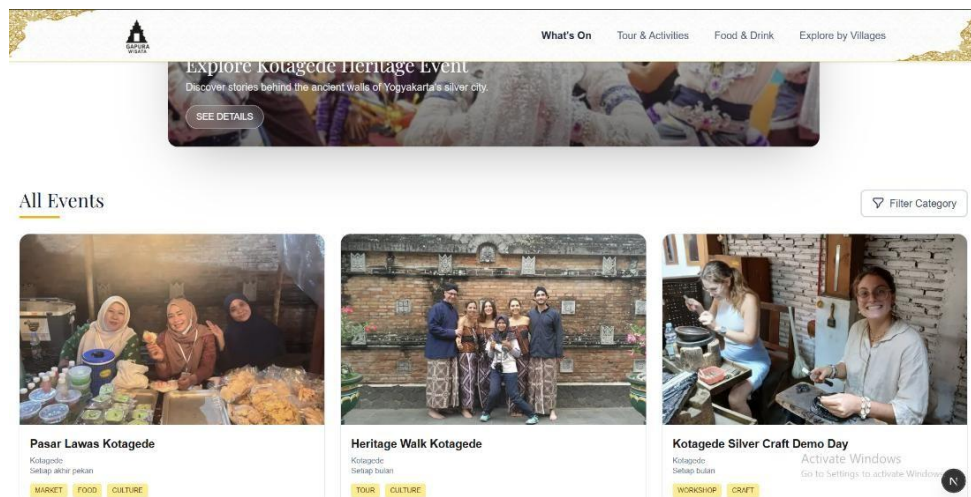 GAPURA
WISATA
What's On
Tour & Activities
Food & Drink
Explore by Villages
Explore Kotagede Heritage Event
Discover stories behind the ancient walls of Yogyakarta's silver city.
SEE DETAILS
All Events
Filter Category
Pasar Lawas Kotagede
Kotagede
Setiap akhir pekan
MARKET FOOD CULTURE
Heritage Walk Kotagede
Kotagede
Setiap bulan
TOUR CULTURE
Kotagede Silver Craft Demo Day
Kotagede
Setiap bulan
WORKSHOP CRAFT
Activate Windows
Go to Settings to activate Windows
N